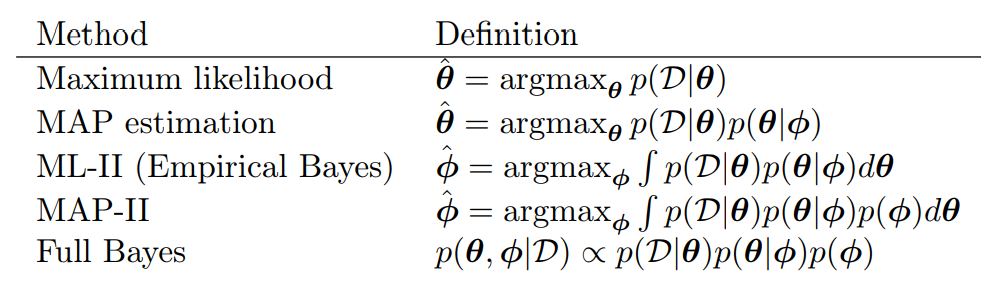 Method Definition
Maximum likelihood θ̂ = argmax_θ p(𝒟|θ)
MAP estimation θ̂ = argmax_θ p(𝒟|θ)p(θ|ϕ)
ML-II (Empirical Bayes) ϕ̂ = argmax_ϕ ∫ p(𝒟|θ)p(θ|ϕ)dθ
MAP-II ϕ̂ = argmax_ϕ ∫ p(𝒟|θ)p(θ|ϕ)p(ϕ)dθ
Full Bayes p(θ, ϕ|𝒟) ∝ p(𝒟|θ)p(θ|ϕ)p(ϕ)